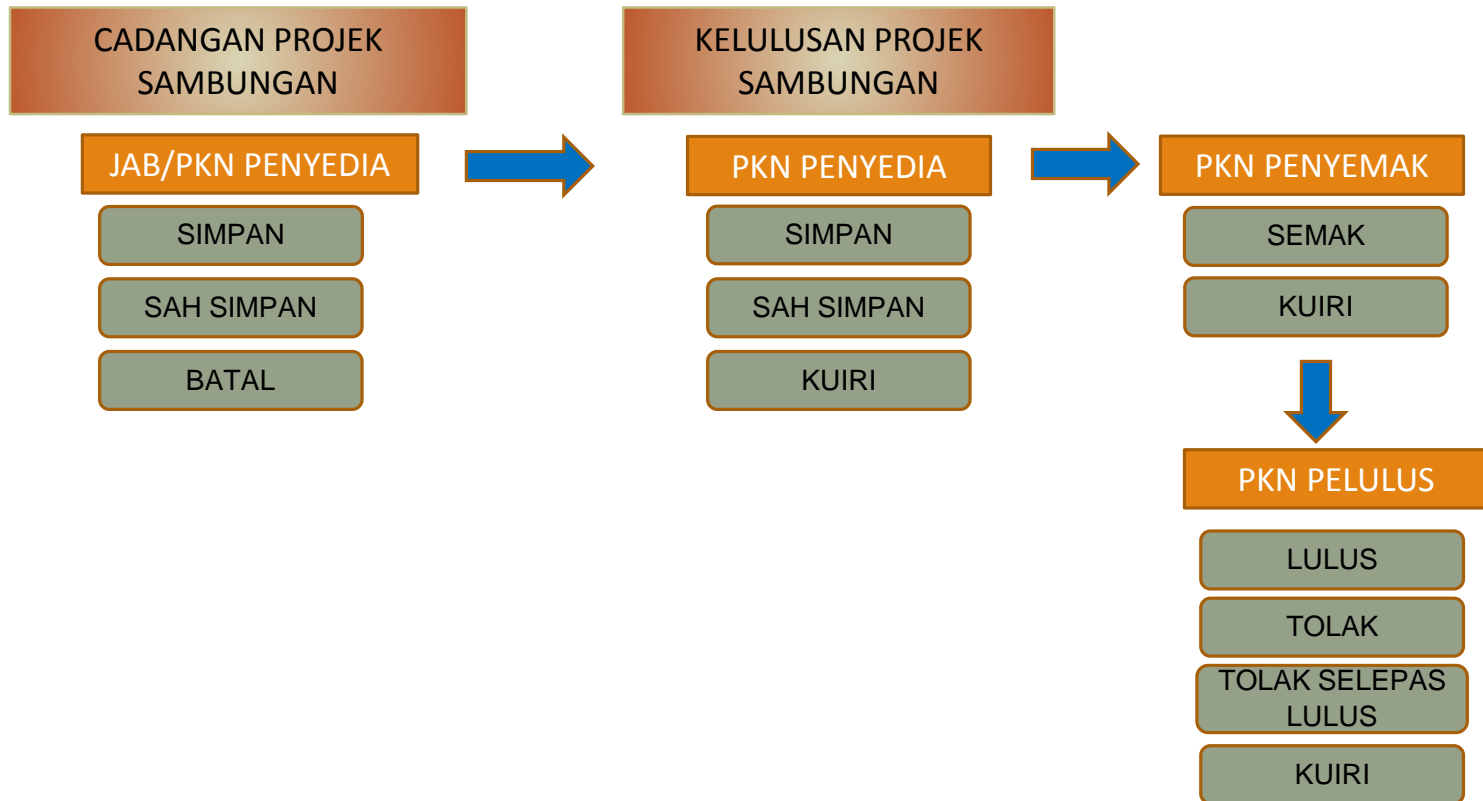 CADANGAN PROJEK
SAMBUNGAN
JAB/PKN PENYEDIA
SIMPAN
SAH SIMPAN
BATAL
KELULUSAN PROJEK
SAMBUNGAN
PKN PENYEDIA
SIMPAN
SAH SIMPAN
KUIRI
PKN PENYEMAK
SEMAK
KUIRI
PKN PELULUS
LULUS
TOLAK
TOLAK SELEPAS
LULUS
KUIRI